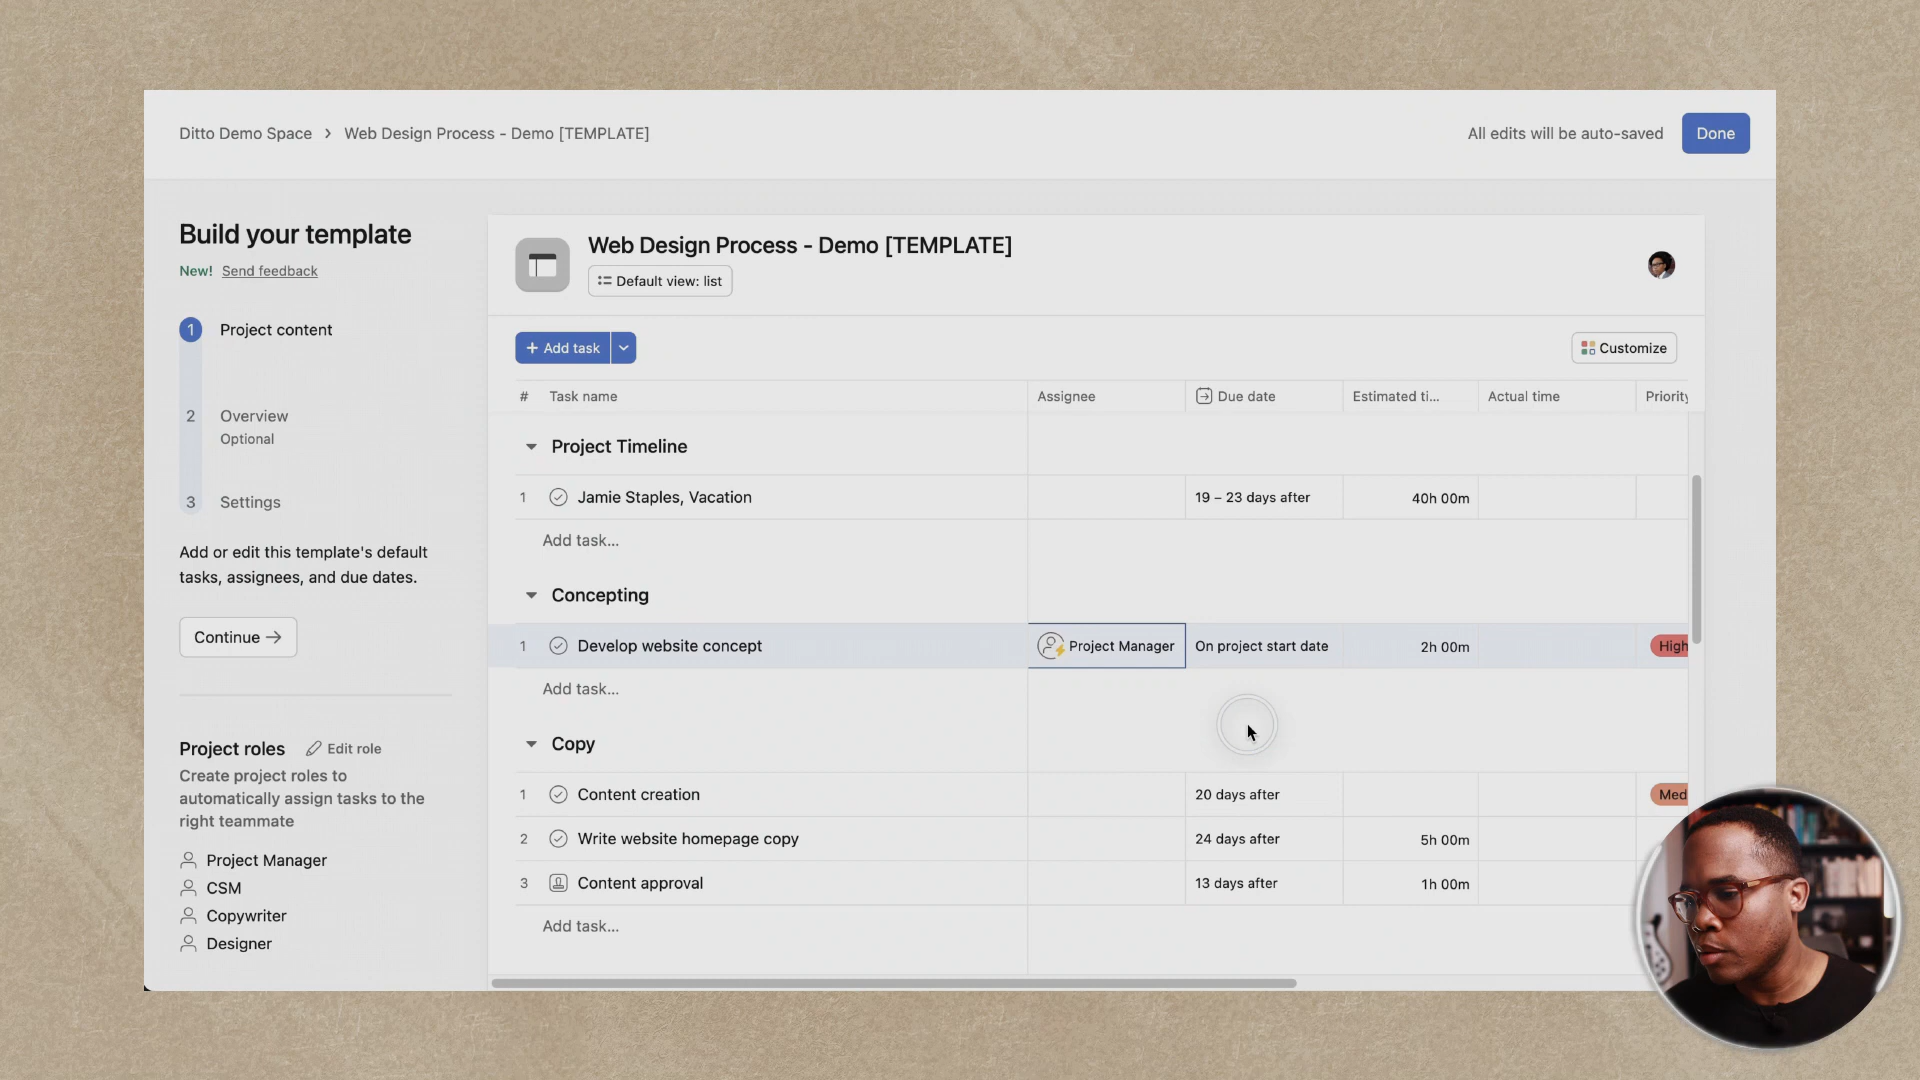 Ditto Demo Space > Web Design Process - Demo [TEMPLATE]
All edits will be auto-saved
Done
Build your template
New! Send feedback
1 Project content
2 Overview
Optional
3 Settings
Add or edit this template's default
tasks, assignees, and due dates.
Continue →
Project roles Edit role
Create project roles to
automatically assign tasks to the
right teammate
Project Manager
CSM
Copywriter
Designer
Web Design Process - Demo [TEMPLATE]
Default view: list
+ Add task
Customize
# Task name Assignee Due date Estimated ti... Actual time Priority
Project Timeline
1 Jamie Staples, Vacation 19 – 23 days after 40h 00m
Add task...
Concepting
1 Develop website concept Project Manager On project start date 2h 00m High
Add task...
Copy
1 Content creation 20 days after Med
2 Write website homepage copy 24 days after 5h 00m
3 Content approval 13 days after 1h 00m
Add task...